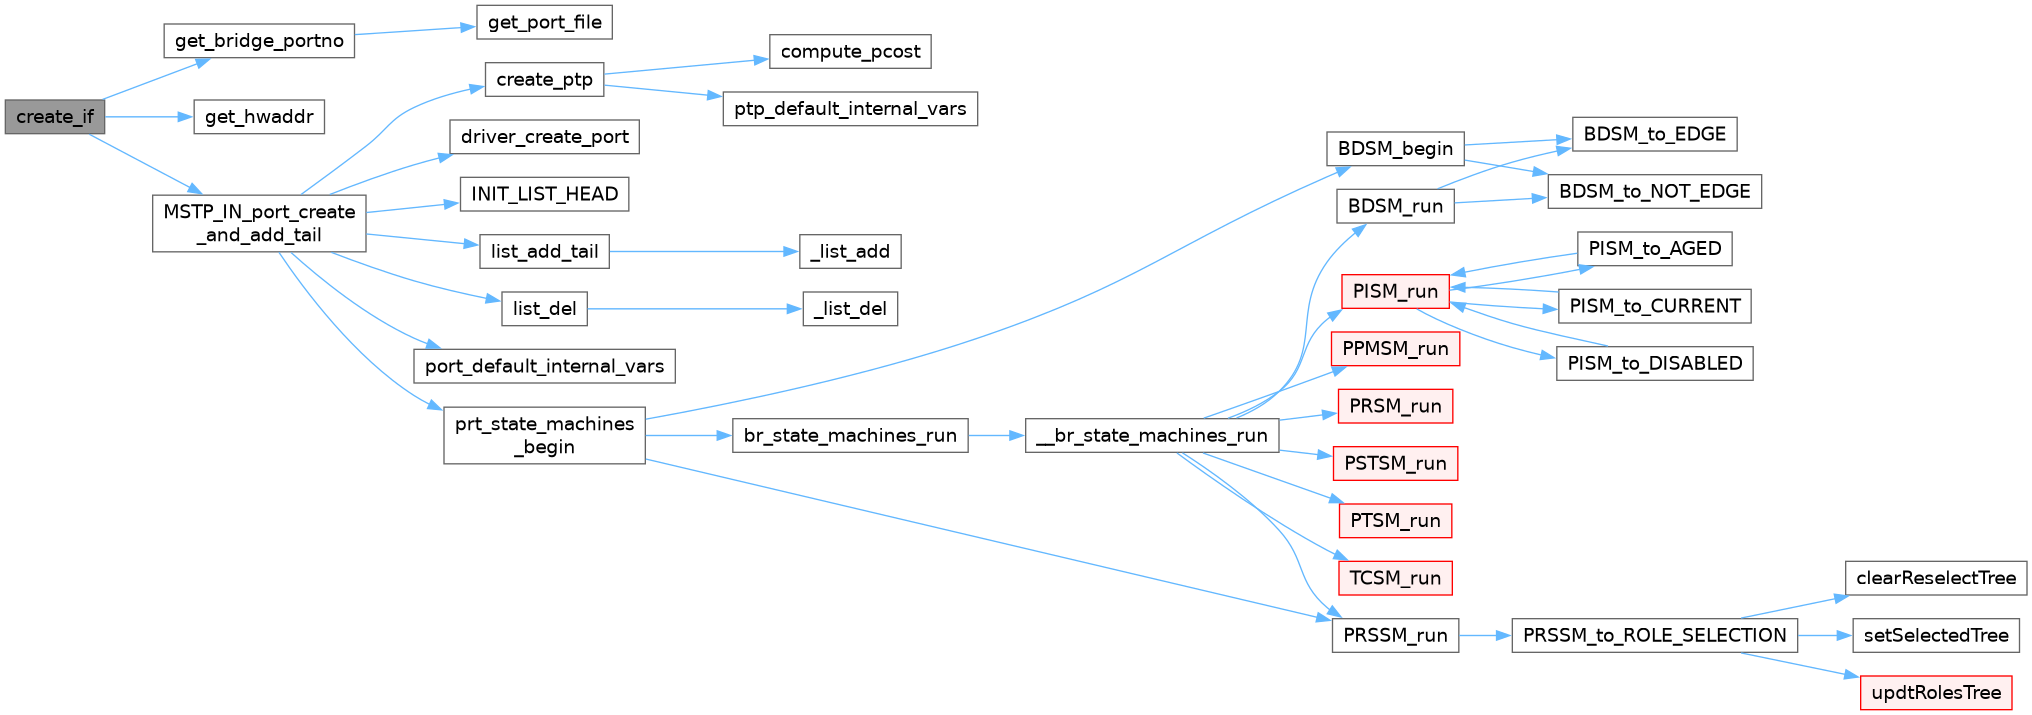 create_if
get_bridge_portno
get_port_file
get_hwaddr
MSTP_IN_port_create
_and_add_tail
create_ptp
compute_pcost
ptp_default_internal_vars
driver_create_port
INIT_LIST_HEAD
list_add_tail
_list_add
list_del
_list_del
port_default_internal_vars
prt_state_machines
_begin
br_state_machines_run
__br_state_machines_run
BDSM_begin
BDSM_run
BDSM_to_EDGE
BDSM_to_NOT_EDGE
PISM_run
PISM_to_AGED
PISM_to_CURRENT
PISM_to_DISABLED
PPMSM_run
PRSM_run
PSTSM_run
PTSM_run
TCSM_run
PRSSM_run
PRSSM_to_ROLE_SELECTION
clearReselectTree
setSelectedTree
updtRolesTree